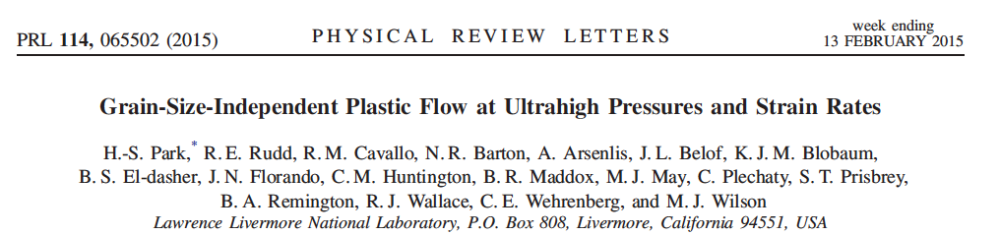 PRL 114, 065502 (2015)
PHYSICAL REVIEW LETTERS
week ending
13 FEBRUARY 2015
Grain-Size-Independent Plastic Flow at Ultrahigh Pressures and Strain Rates
H.-S. Park,* R. E. Rudd, R. M. Cavallo, N. R. Barton, A. Arsenlis, J. L. Belof, K. J. M. Blobaum,
B. S. El-dasher, J. N. Florando, C. M. Huntington, B. R. Maddox, M. J. May, C. Plechaty, S. T. Prisbrey,
B. A. Remington, R. J. Wallace, C. E. Wehrenberg, and M. J. Wilson
Lawrence Livermore National Laboratory, P.O. Box 808, Livermore, California 94551, USA